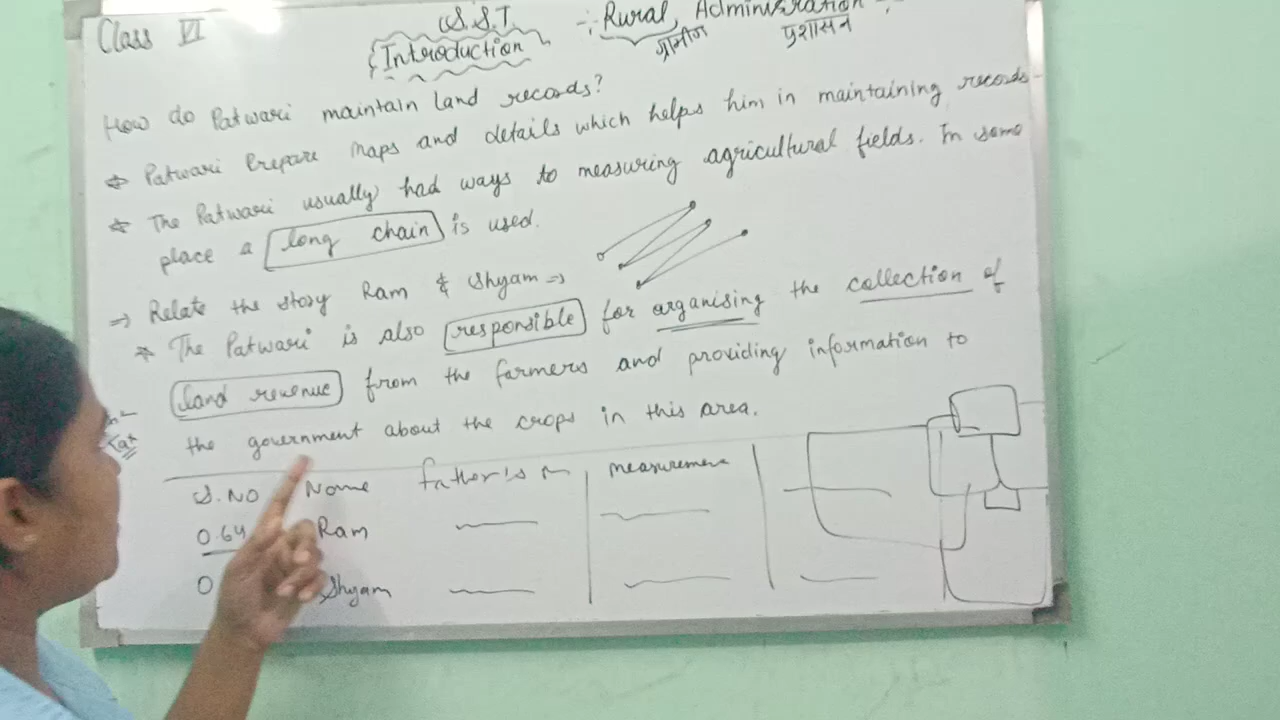 Class VI
S.S.T.
Introduction
-: Rural Administration :-
ग्रामीण प्रशासन
How do Patwari maintain Land records?
Patwari Prepare Maps and details which helps him in maintaining records
The Patwari usually had ways to measuring agricultural fields. In some
place a long chain is used.
⇒ Relate the story Ram & Shyam ⇒
* The Patwari is also responsible for organising the collection of
land revenue from the farmers and providing information to
the government about the crops in this area.
S.NO Name father's measurement
0.64 Ram
0 Shyam